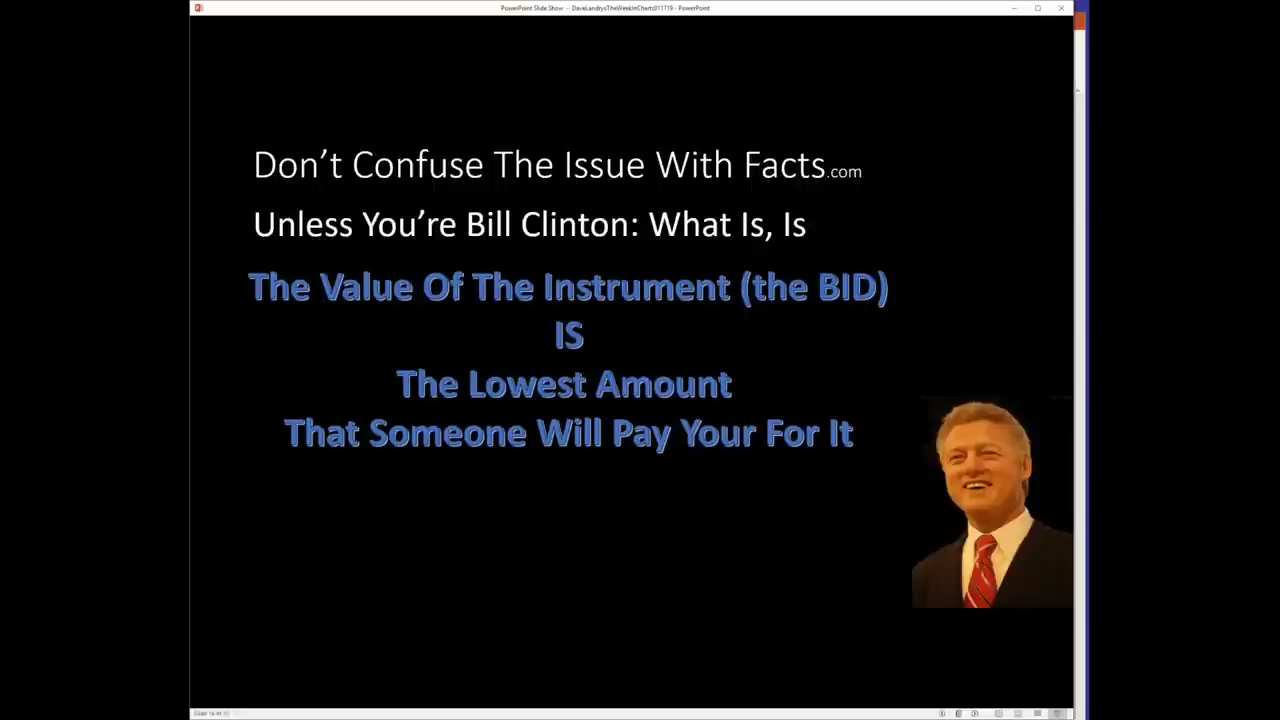 PowerPoint Slide Show - DaveLandrysTheWeekInCharts011719 - PowerPoint
Don't Confuse The Issue With Facts.com
Unless You're Bill Clinton: What Is, Is
The Value Of The Instrument (the BID)
IS
The Lowest Amount
That Someone Will Pay Your For It